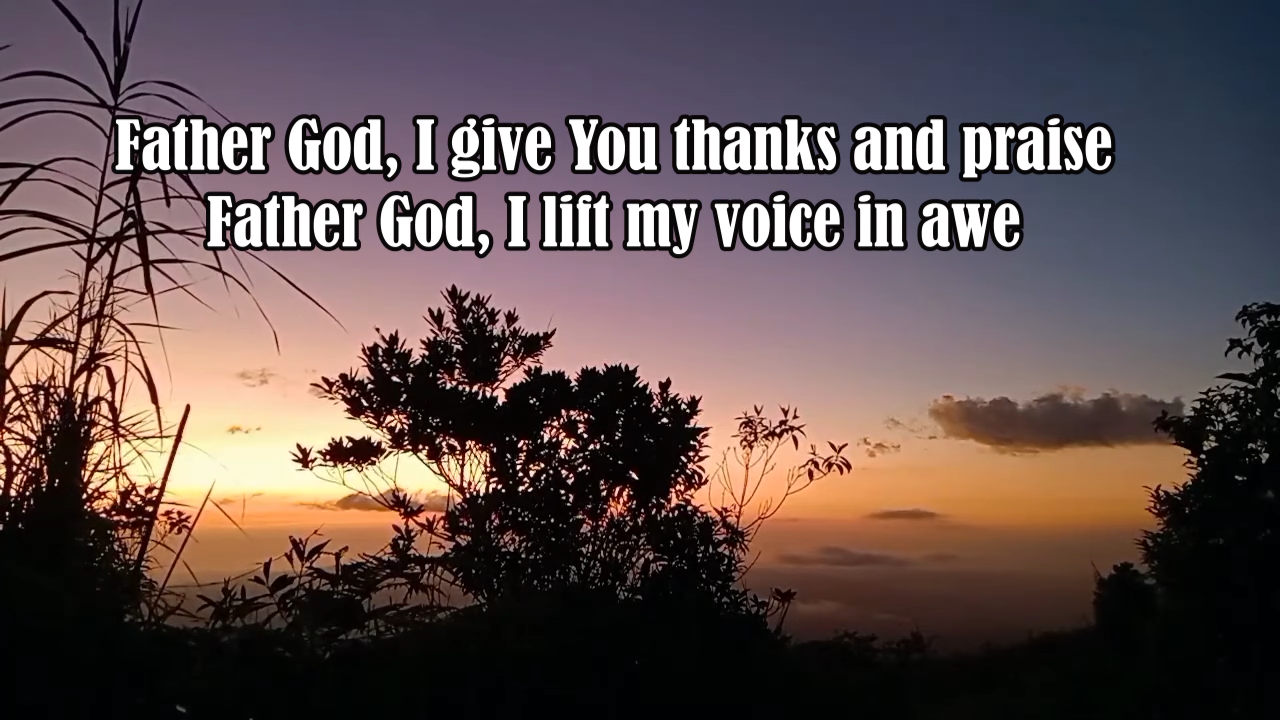 Father God, I give You thanks and praise
Father God, I lift my voice in awe